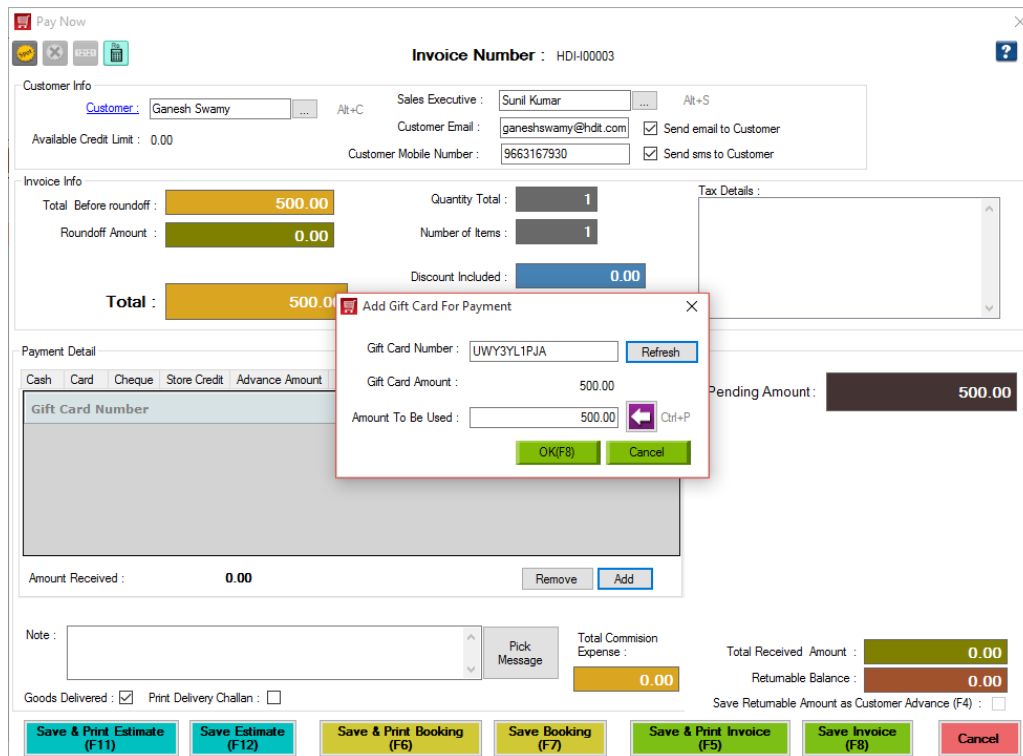 Pay Now
Invoice Number : HDI-I00003
Customer Info
Customer : Ganesh Swamy ... Alt+C
Sales Executive : Sunil Kumar ... Alt+S
Available Credit Limit : 0.00
Customer Email : ganeshswamy@hdit.com Send email to Customer
Customer Mobile Number : 9663167930 Send sms to Customer
Invoice Info
Total Before roundoff : 500.00
Quantity Total : 1
Tax Details :
Roundoff Amount : 0.00
Number of Items : 1
Discount Included : 0.00
Total : 500.0
Add Gift Card For Payment
Gift Card Number : UWY3YL1PJA Refresh
Gift Card Amount : 500.00
Amount To Be Used : 500.00 Ctrl+P
OK(F8) Cancel
Payment Detail
Cash Card Cheque Store Credit Advance Amount
Pending Amount : 500.00
Gift Card Number
Amount Received : 0.00 Remove Add
Note :
Pick Message
Total Commision Expense :
0.00
Total Received Amount : 0.00
Returnable Balance : 0.00
Goods Delivered : Print Delivery Challan :
Save Returnable Amount as Customer Advance (F4) :
Save & Print Estimate (F11)
Save Estimate (F12)
Save & Print Booking (F6)
Save Booking (F7)
Save & Print Invoice (F5)
Save Invoice (F8)
Cancel